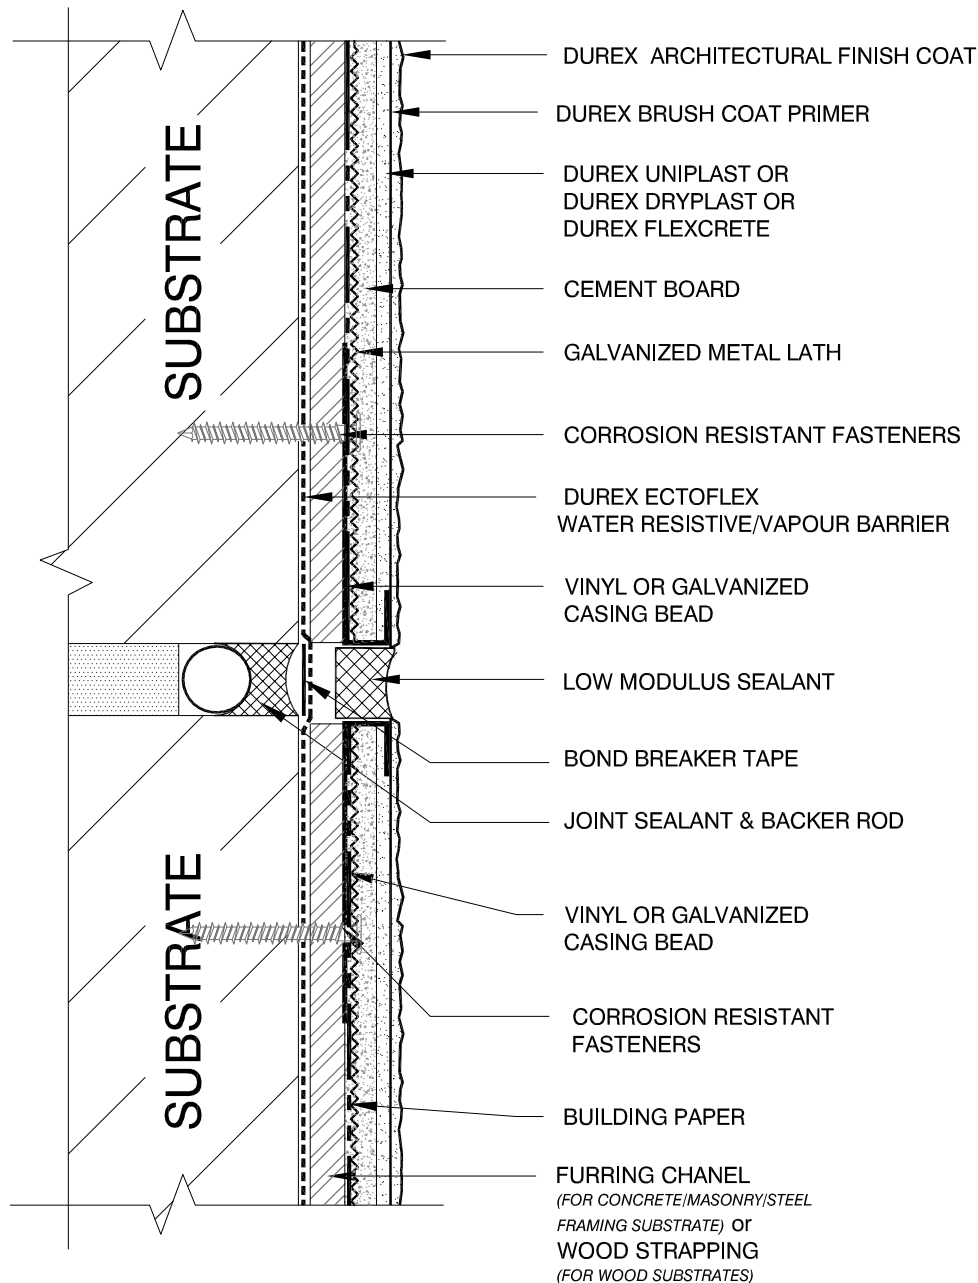 DUREX ARCHITECTURAL FINISH COAT
DUREX BRUSH COAT PRIMER
DUREX UNIPLAST OR
DUREX DRYPLAST OR
DUREX FLEXCRETE
CEMENT BOARD
GALVANIZED METAL LATH
CORROSION RESISTANT FASTENERS
DUREX ECTOFLEX
WATER RESISTIVE/VAPOUR BARRIER
VINYL OR GALVANIZED
CASING BEAD
LOW MODULUS SEALANT
BOND BREAKER TAPE
JOINT SEALANT & BACKER ROD
VINYL OR GALVANIZED
CASING BEAD
CORROSION RESISTANT
FASTENERS
BUILDING PAPER
FURRING CHANEL
(FOR CONCRETE/MASONRY/STEEL
FRAMING SUBSTRATE) or
WOOD STRAPPING
(FOR WOOD SUBSTRATES)
SUBSTRATE
SUBSTRATE